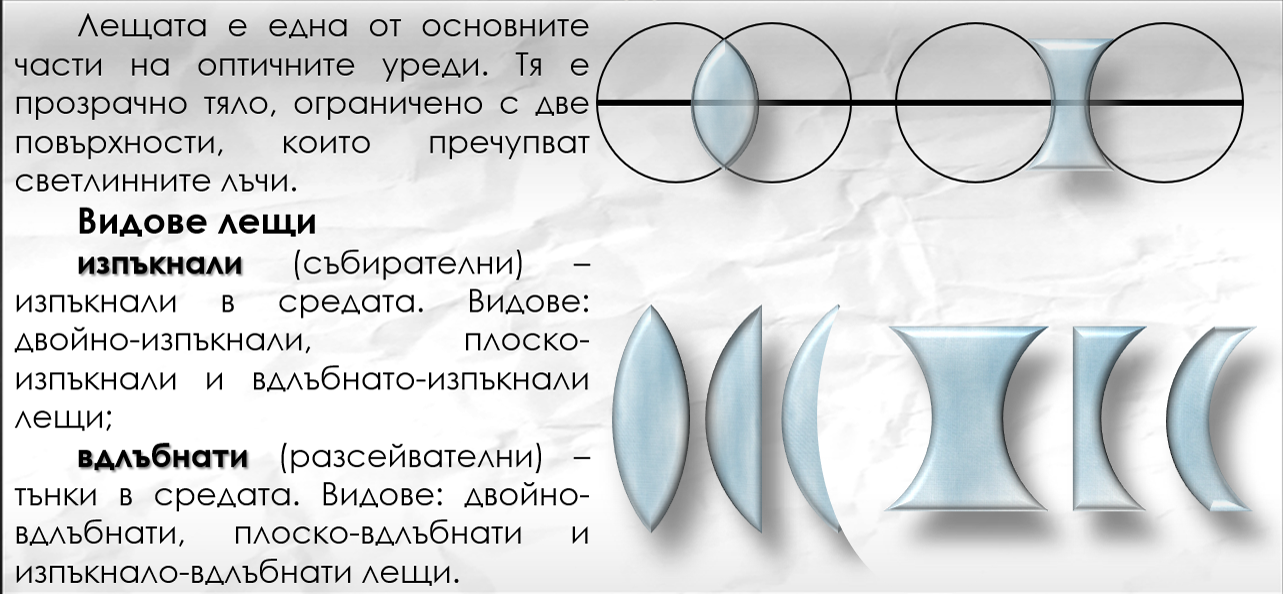 Лещата е една от основните
части на оптичните уреди. Тя е
прозрачно тяло, ограничено с две
повърхности, които пречупват
светлинните лъчи.
Видове лещи
изпъкнали (събирателни) –
изпъкнали в средата. Видове:
двойно-изпъкнали, плоско-
изпъкнали и вдлъбнато-изпъкнали
лещи;
вдлъбнати (разсейвателни) –
тънки в средата. Видове: двойно-
вдлъбнати, плоско-вдлъбнати и
изпъкнало-вдлъбнати лещи.